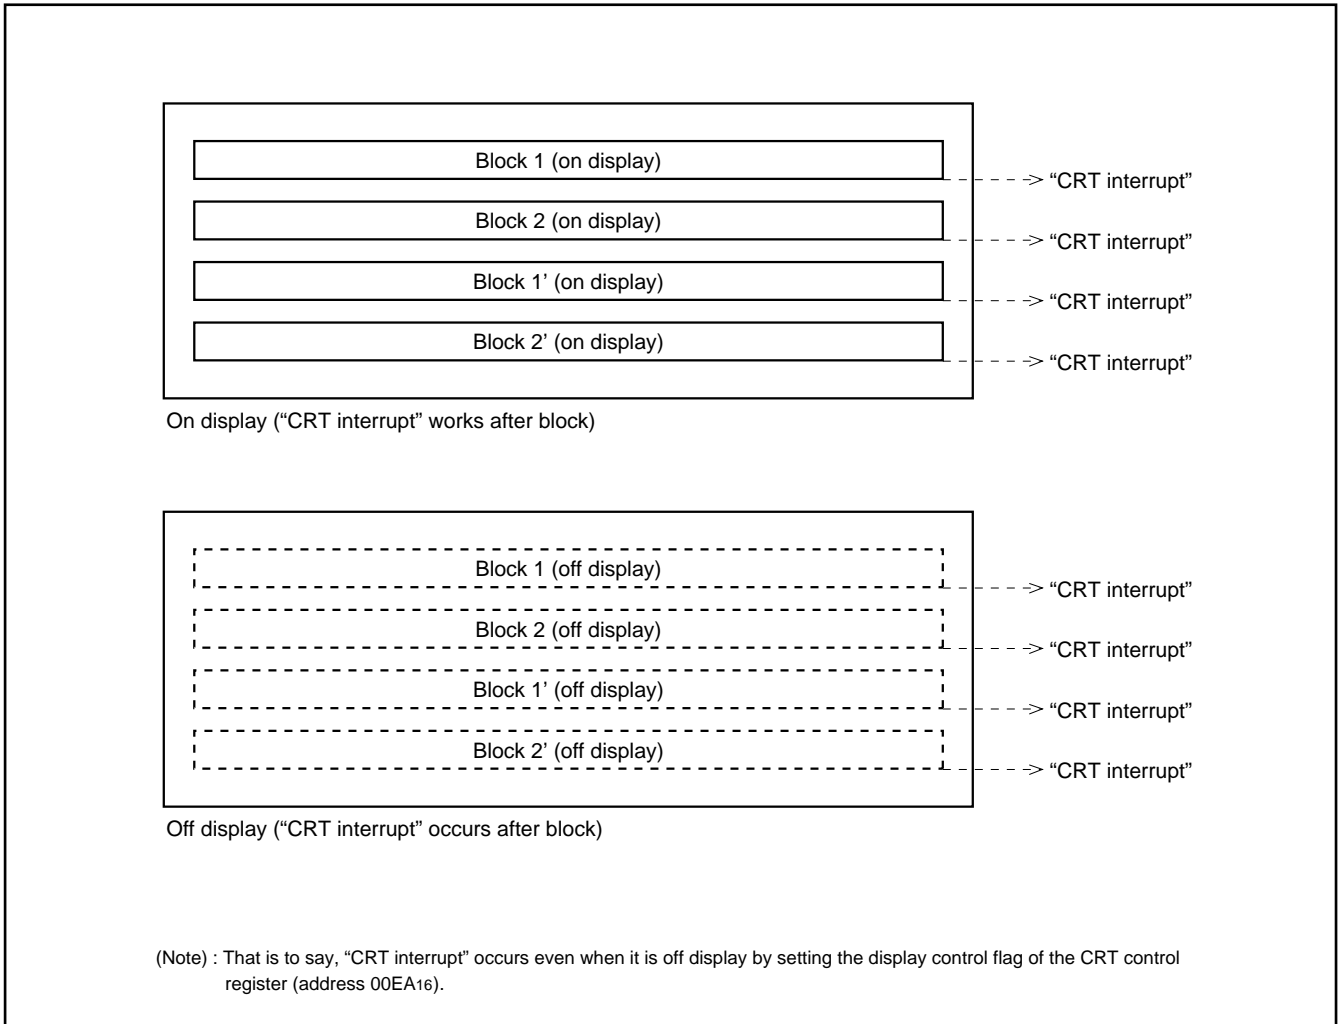 Block 1 (on display)
“CRT interrupt”
Block 2 (on display)
“CRT interrupt”
Block 1’ (on display)
“CRT interrupt”
Block 2’ (on display)
“CRT interrupt”
On display (“CRT interrupt” works after block)
Block 1 (off display)
“CRT interrupt”
Block 2 (off display)
“CRT interrupt”
Block 1’ (off display)
“CRT interrupt”
Block 2’ (off display)
“CRT interrupt”
Off display (“CRT interrupt” occurs after block)
(Note) : That is to say, “CRT interrupt” occurs even when it is off display by setting the display control flag of the CRT control
register (address 00EA16).